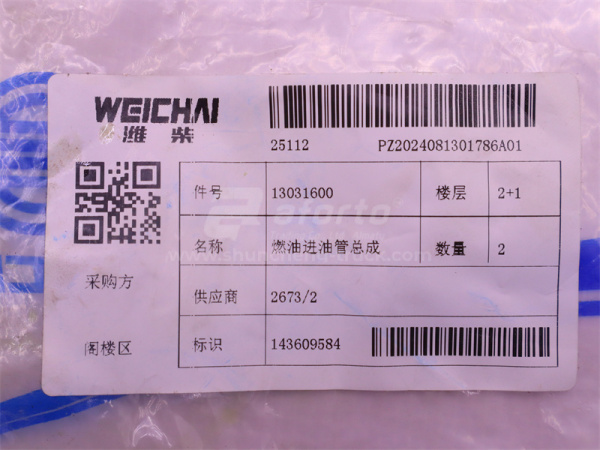 WEICHAI
潍柴
25112 PZ2024081301786A01
件号 13031600 楼层 2+1
aforto
名称 燃油进油管总成 数量 2
采购方
供应商 2673/2
阁楼区
标识 143609584